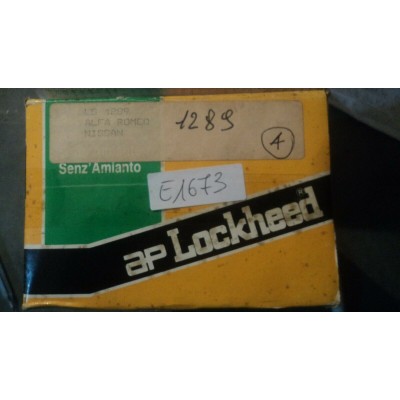 ALFA ROMEO
NISSAN
1289
4
Senz'Amianto
E1673
ap Lockheed